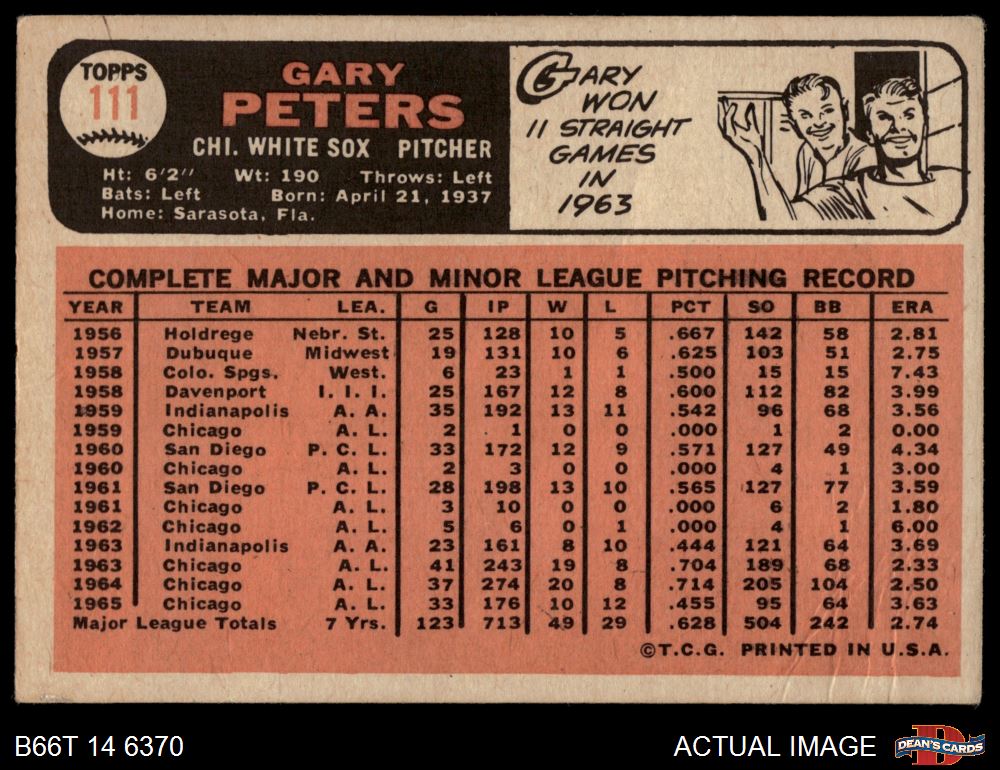 TOPPS
111
GARY
PETERS
CHI. WHITE SOX PITCHER
Ht: 6'2" Wt: 190 Throws: Left
Bats: Left Born: April 21, 1937
Home: Sarasota, Fla.
GARY
WON
11 STRAIGHT
GAMES
IN
1963
COMPLETE MAJOR AND MINOR LEAGUE PITCHING RECORD
YEAR TEAM LEA. G IP W L PCT SO BB ERA
1956 Holdrege Nebr. St. 25 128 10 5 .667 142 58 2.81
1957 Dubuque Midwest 19 131 10 6 .625 103 51 2.75
1958 Colo. Spgs. West. 6 23 1 1 .500 15 15 7.43
1958 Davenport I. I. I. 25 167 12 8 .600 112 82 3.99
1959 Indianapolis A. A. 35 192 13 11 .542 96 68 3.56
1959 Chicago A. L. 2 1 0 0 .000 1 2 0.00
1960 San Diego P. C. L. 33 172 12 9 .571 127 49 4.34
1960 Chicago A. L. 2 3 0 0 .000 4 1 3.00
1961 San Diego P. C. L. 28 198 13 10 .565 127 77 3.59
1961 Chicago A. L. 3 10 0 0 .000 6 2 1.80
1962 Chicago A. L. 5 6 0 1 .000 4 1 6.00
1963 Indianapolis A. A. 23 161 8 10 .444 121 64 3.69
1963 Chicago A. L. 41 243 19 8 .704 189 68 2.33
1964 Chicago A. L. 37 274 20 8 .714 205 104 2.50
1965 Chicago A. L. 33 176 10 12 .455 95 64 3.63
Major League Totals 7 Yrs. 123 713 49 29 .628 504 242 2.74
©T.C.G. PRINTED IN U.S.A.
B66T 14 6370
ACTUAL IMAGE
DEAN'S CARDS